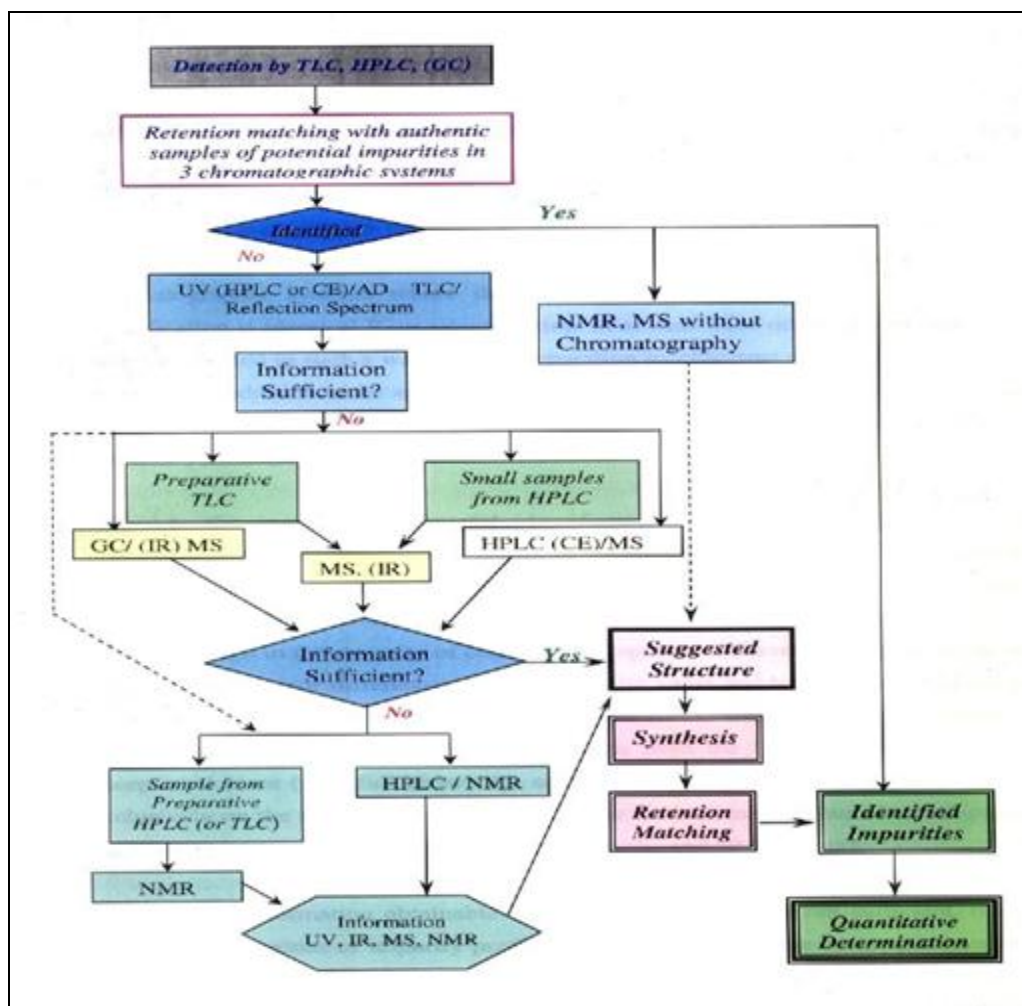 Detection by TLC, HPLC, (GC)
Retention matching with authentic
samples of potential impurities in
3 chromatographic systems
Identified
Yes
No
UV (HPLC or CE)/AD TLC/
Reflection Spectrum
NMR, MS without
Chromatography
Information
Sufficient?
No
Preparative
TLC
Small samples
from HPLC
GC/ (IR) MS
MS, (IR)
HPLC (CE)/MS
Information
Sufficient?
Yes
Suggested
Structure
No
Synthesis
Sample from
Preparative
HPLC (or TLC)
HPLC / NMR
Retention
Matching
Identified
Impurities
NMR
Information
UV, IR, MS, NMR
Quantitative
Determination